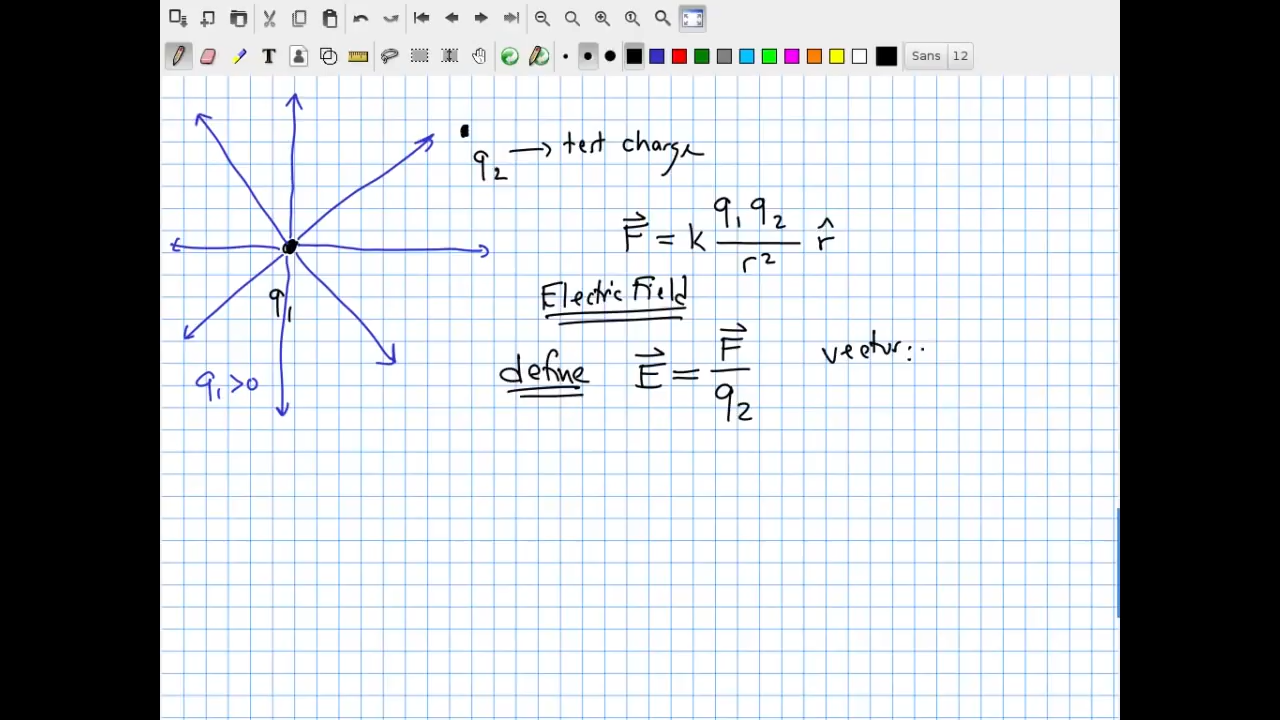 Sans 12
q₂ → test charge
F⃗ = k q₁ q₂ / r² r̂
Electric Field
q₁
define E⃗ = F⃗ / q₂
vector:
q₁ > 0